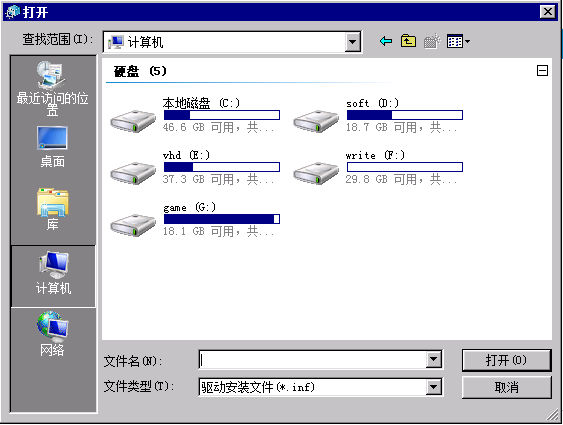 打开
查找范围(I):
计算机
最近访问的位
置
桌面
库
计算机
网络
硬盘 (5)
本地磁盘 (C:)
46.6 GB 可用，共...
soft (D:)
18.7 GB 可用，共...
vhd (E:)
37.3 GB 可用，共...
write (F:)
29.8 GB 可用，共...
game (G:)
18.1 GB 可用，共...
文件名(N):
打开(O)
文件类型(T):
驱动安装文件(*.inf)
取消